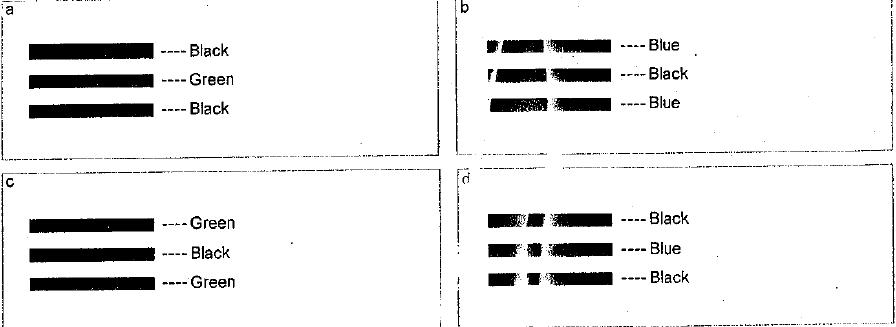 a
---- Black
---- Green
---- Black
b
---- Blue
---- Black
---- Blue
c
---- Green
---- Black
---- Green
d
---- Black
---- Blue
---- Black